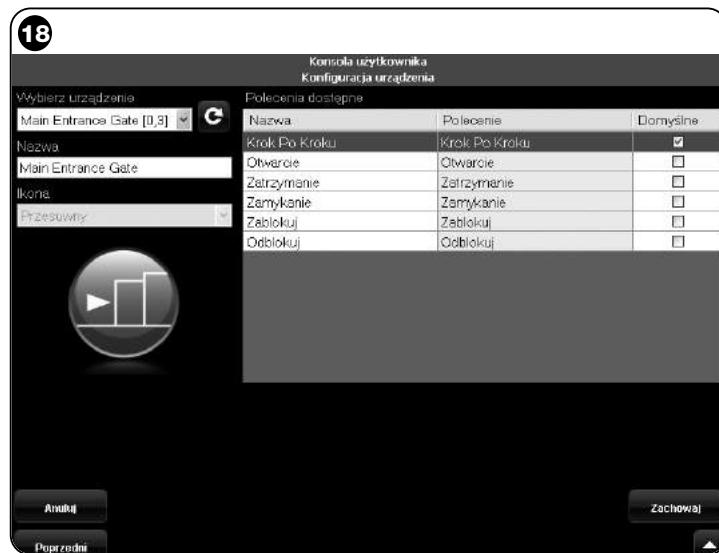 18
Konsola użytkownika
Konfiguracja urządzenia
Wybierz urządzenie
Main Entrance Gate [0,3]
Nazwa
Main Entrance Gate
Ikona
Przesuwny
Polecenia dostępne
Nazwa Polecenie Domyślne
Krok Po Kroku Krok Po Kroku
Otwarcie Otwarcie
Zatrzymanie Zatrzymanie
Zamykanie Zamykanie
Zablokuj Zablokuj
Odblokuj Odblokuj
Anuluj
Zachowaj
Poprzedni